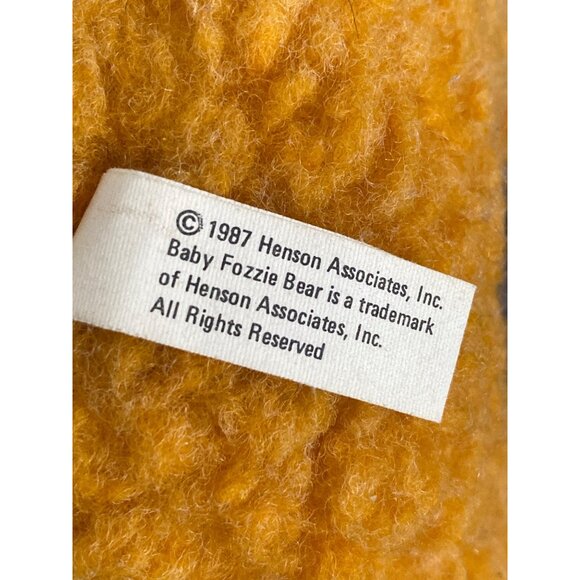 © 1987 Henson Associates, Inc.
Baby Fozzie Bear is a trademark
of Henson Associates, Inc.
All Rights Reserved